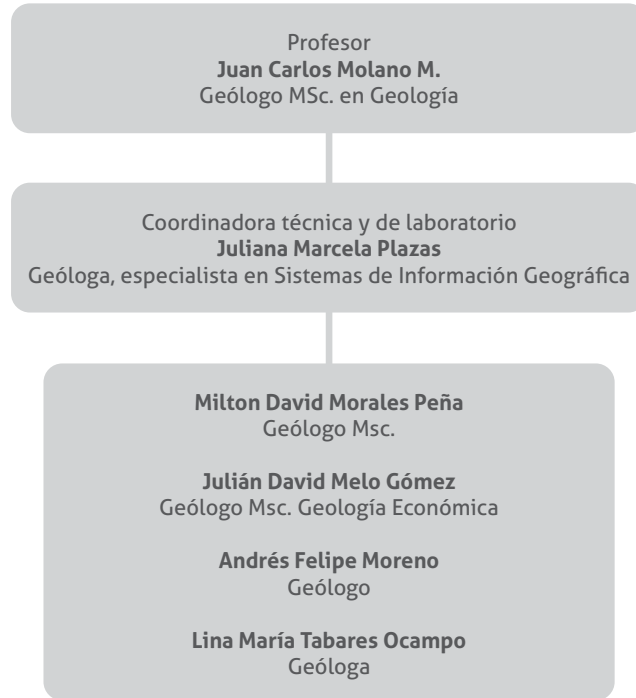 Profesor
Juan Carlos Molano M.
Geólogo MSc. en Geología
Coordinadora técnica y de laboratorio
Juliana Marcela Plazas
Geóloga, especialista en Sistemas de Información Geográfica
Milton David Morales Peña
Geólogo Msc.
Julián David Melo Gómez
Geólogo Msc. Geología Económica
Andrés Felipe Moreno
Geólogo
Lina María Tabares Ocampo
Geóloga